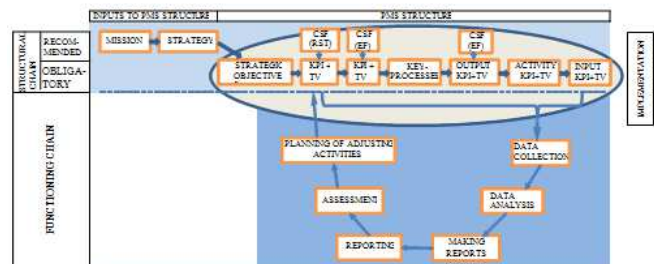 INPUTS TO PMS STRUCTURE
PMS STRUCTURE
STRUCTURAL
CHAIN
RECOM-
MENDED
OBLIGA-
TORY
MISSION
STRATEGY
CSF
(RST)
CSF
(EF)
CSF
(EF)
STRATEGIC
OBJECTIVE
KPI +
TV
KPI +
TV
KEY-
PROCESSES
OUTPUT
KPI+TV
ACTIVITY
KPI+TV
INPUT
KPI+TV
IMPLEMENTATION
FUNCTIONING CHAIN
PLANNING OF ADJUSTING
ACTIVITIES
DATA
COLLECTION
ASSESSMENT
DATA
ANALYSIS
REPORTING
MAKING
REPORTS